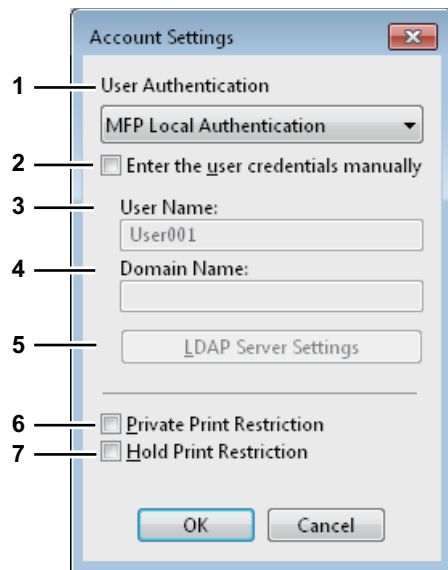 Account Settings
1 User Authentication
MFP Local Authentication
2 Enter the user credentials manually
3 User Name:
User001
4 Domain Name:
5 LDAP Server Settings
6 Private Print Restriction
7 Hold Print Restriction
OK Cancel